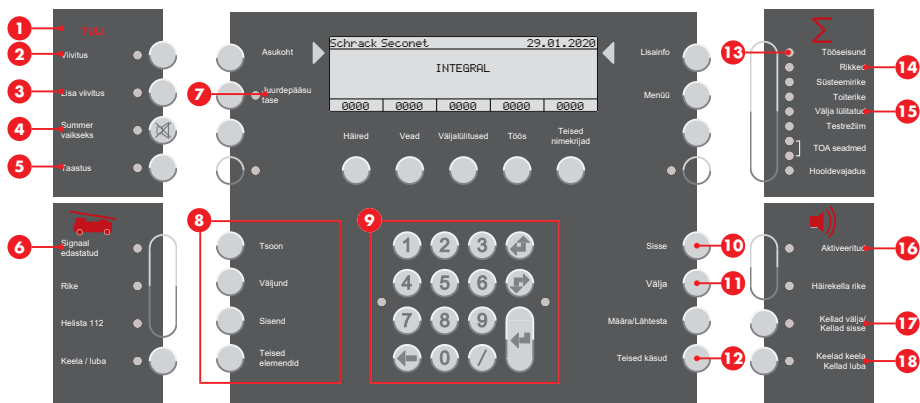 1
TULI
2
Viivitus
3
Lisa viivitus
4
Summer
vaikseks
5
Taastus
6
Signaal
edastatud
Rike
Helista 112
Keela / luba
Asukoht
7
Juurdepääsu
tase
Schrack Seconet 29.01.2020
INTEGRAL
0000 0000 0000 0000 0000
Häired
Vead
Väljalülitused
Töös
Teised
nimekrijad
Lisainfo
Menüü
8
Tsoon
Väljund
Sisend
Teised
elemendid
9
1 2 3
4 5 6
7 8 9
0 /
Sisse
10
Välja
11
Määra/Lähtesta
Teised käsud
12
Σ
13
Tööseisund
Rikked
14
Süsteemirike
Toiterike
Välja lülitatud
15
Testrežiim
TOA seadmed
Hooldevajadus
Aktiveeritud
16
Häirekella rike
Kellad välja/
Kellad sisse
17
Keelad keela
Kellad luba
18